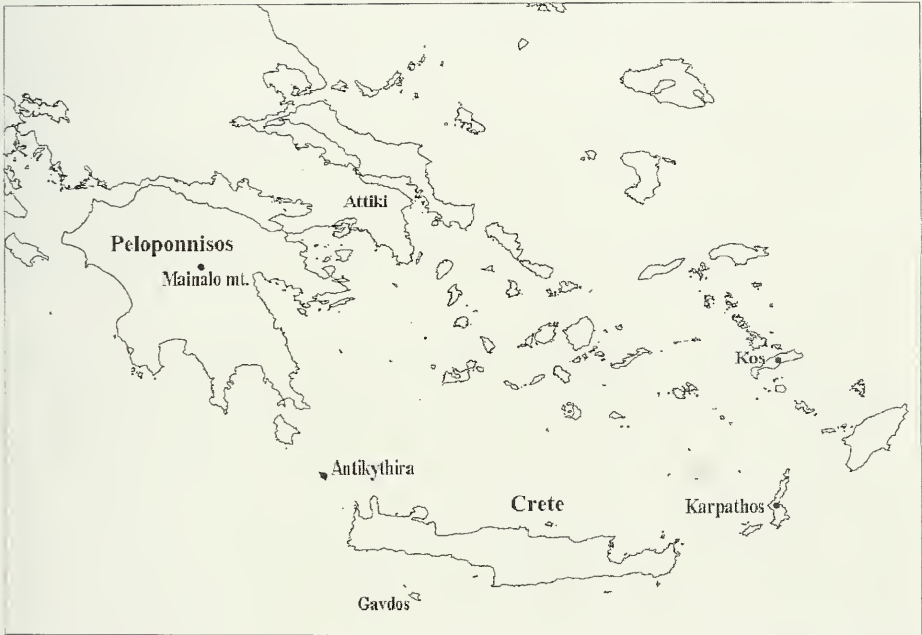 Attiki
Peloponnisos
Mainalo mt.
Kos
Antikythira
Crete
Karpathos
Gavdos